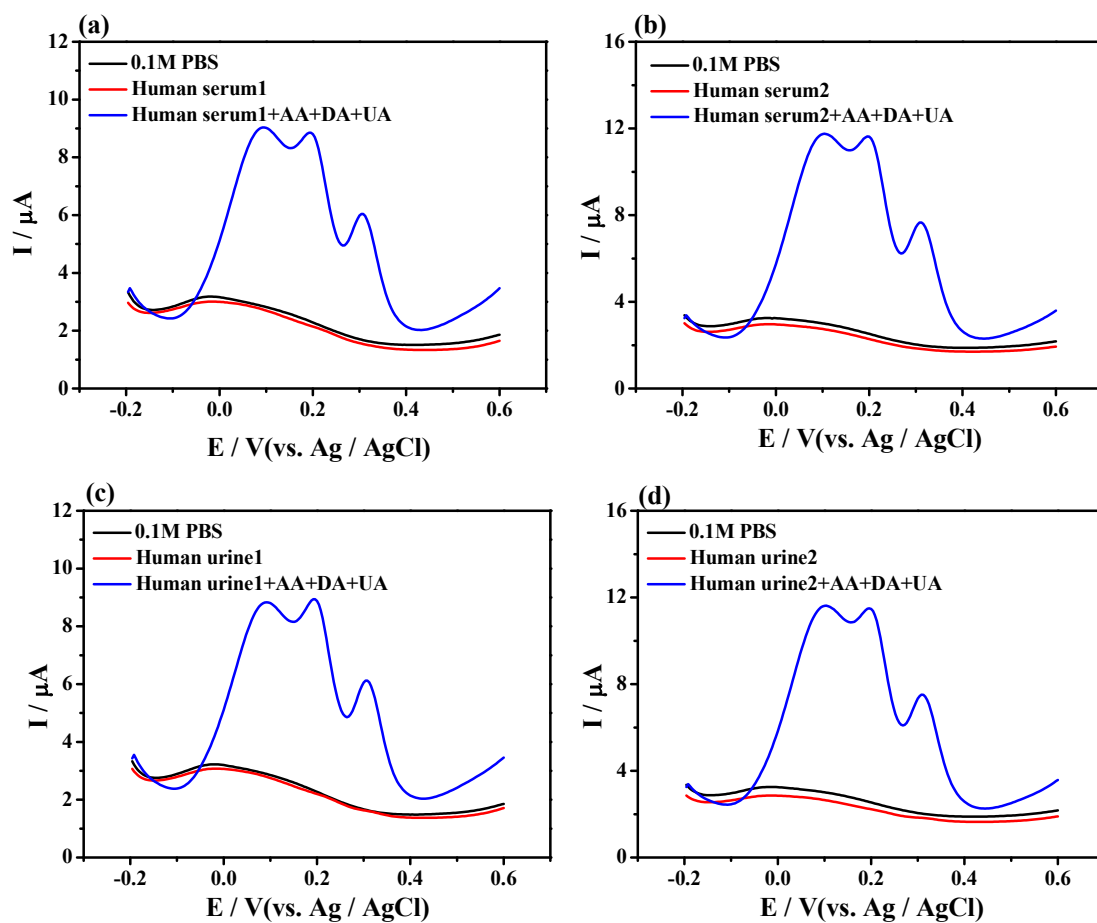 (a)
12
10
8
6
4
2
0
I / μA
0.1M PBS
Human serum1
Human serum1+AA+DA+UA
-0.2 0.0 0.2 0.4 0.6
E / V(vs. Ag / AgCl)
(b)
16
12
8
4
0
I / μA
0.1M PBS
Human serum2
Human serum2+AA+DA+UA
-0.2 0.0 0.2 0.4 0.6
E / V(vs. Ag / AgCl)
(c)
12
10
8
6
4
2
0
I / μA
0.1M PBS
Human urine1
Human urine1+AA+DA+UA
-0.2 0.0 0.2 0.4 0.6
E / V(vs. Ag / AgCl)
(d)
16
12
8
4
0
I / μA
0.1M PBS
Human urine2
Human urine2+AA+DA+UA
-0.2 0.0 0.2 0.4 0.6
E / V(vs. Ag / AgCl)